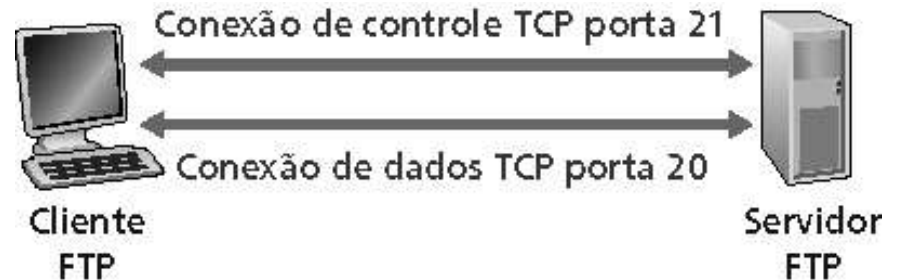 Conexão de controle TCP porta 21
Conexão de dados TCP porta 20
Cliente
FTP
Servidor
FTP